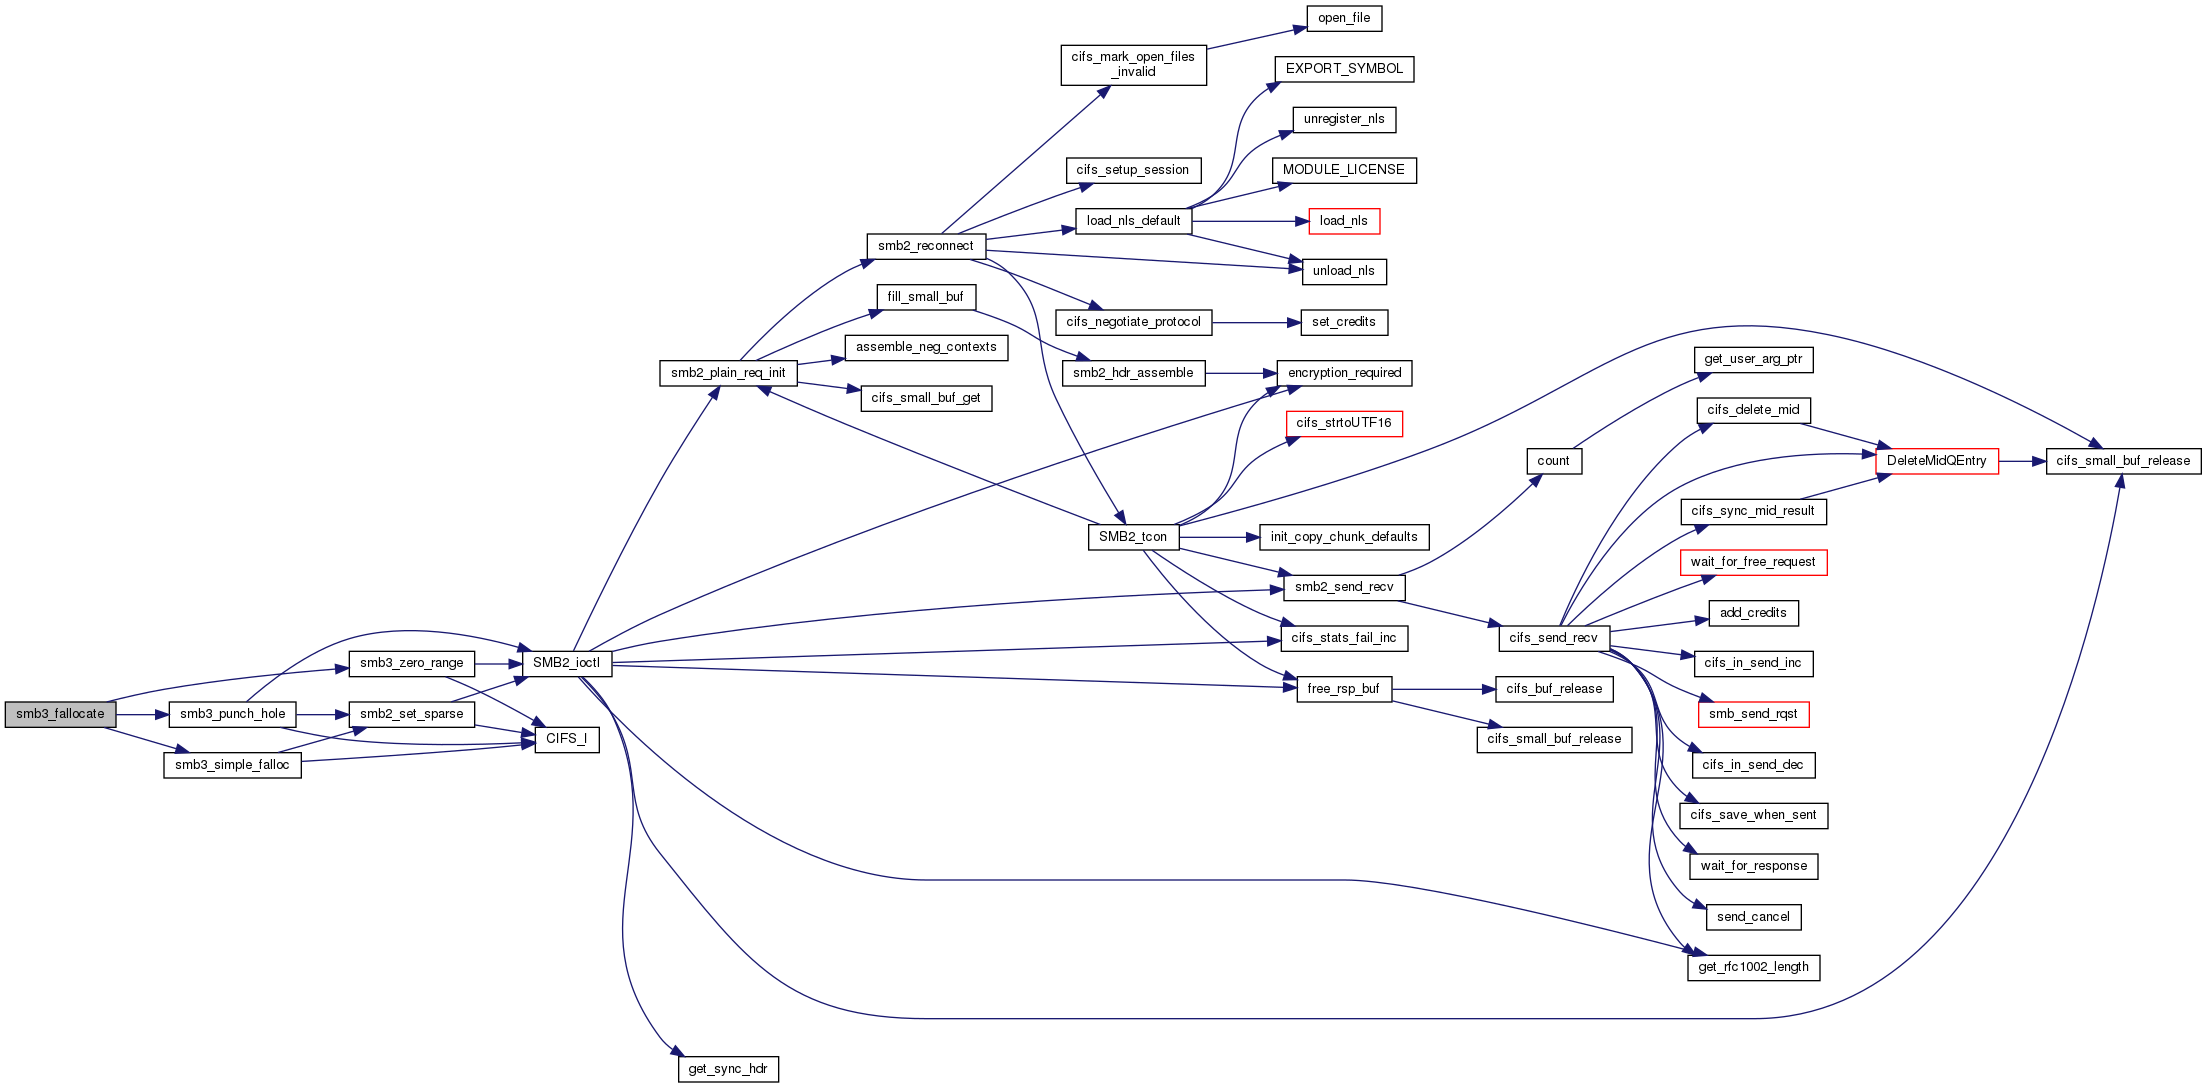 open_file
cifs_mark_open_files
_invalid
EXPORT_SYMBOL
unregister_nls
cifs_setup_session
MODULE_LICENSE
load_nls_default
load_nls
smb2_reconnect
unload_nls
fill_small_buf
cifs_negotiate_protocol
set_credits
assemble_neg_contexts
get_user_arg_ptr
smb2_plain_req_init
smb2_hdr_assemble
encryption_required
cifs_small_buf_get
cifs_delete_mid
cifs_strtoUTF16
count
DeleteMidQEntry
cifs_small_buf_release
cifs_sync_mid_result
SMB2_tcon
init_copy_chunk_defaults
wait_for_free_request
smb2_send_recv
add_credits
cifs_stats_fail_inc
cifs_send_recv
smb3_zero_range
SMB2_ioctl
cifs_in_send_inc
free_rsp_buf
cifs_buf_release
smb3_fallocate
smb3_punch_hole
smb2_set_sparse
smb_send_rqst
CIFS_I
cifs_small_buf_release
smb3_simple_falloc
cifs_in_send_dec
cifs_save_when_sent
wait_for_response
send_cancel
get_rfc1002_length
get_sync_hdr